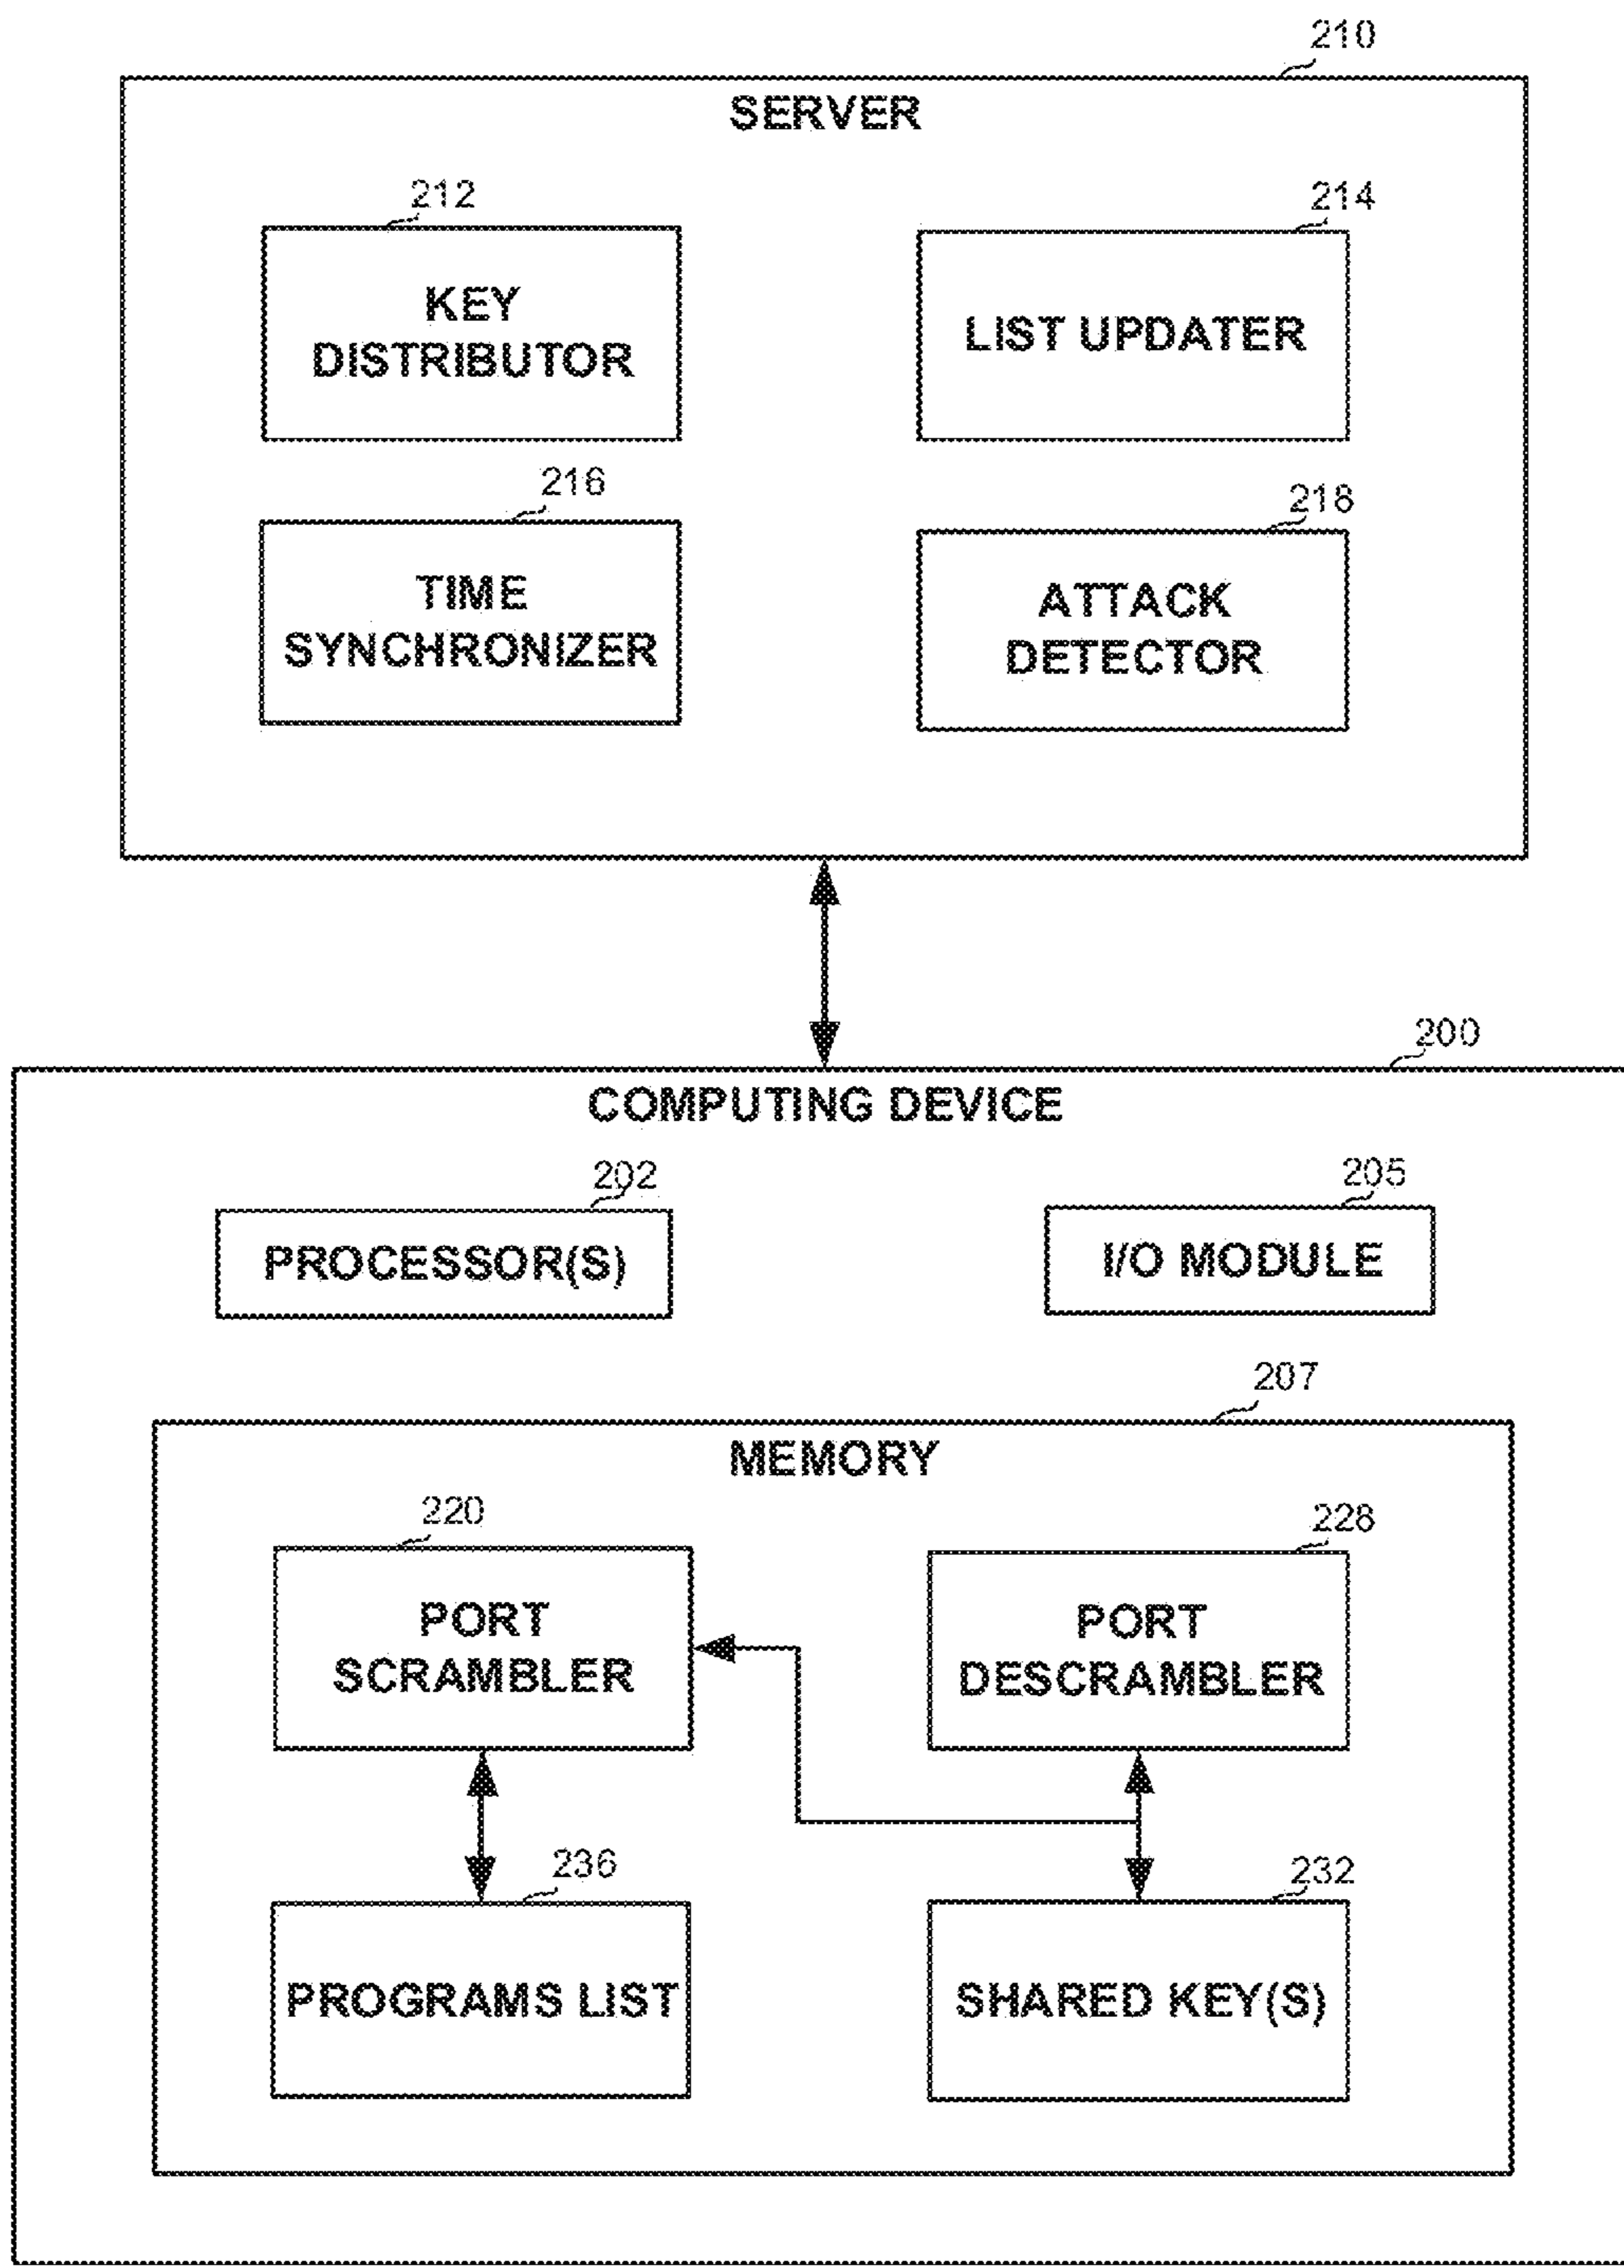 210
SERVER
212
214
KEY
DISTRIBUTOR
LIST UPDATER
216
218
TIME
SYNCHRONIZER
ATTACK
DETECTOR
200
COMPUTING DEVICE
202
205
PROCESSOR(S)
I/O MODULE
207
MEMORY
220
228
PORT
SCRAMBLER
PORT
DESCRAMBLER
236
232
PROGRAMS LIST
SHARED KEY(S)